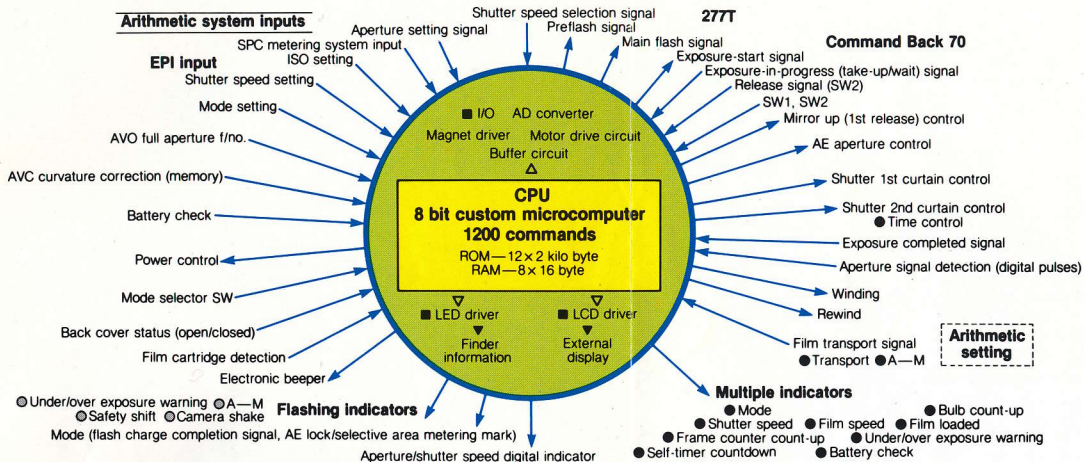 Arithmetic system inputs
Aperture setting signal
SPC metering system input
ISO setting
EPI input
Shutter speed setting
Mode setting
AVO full aperture f/no.
AVC curvature correction (memory)
Battery check
Power control
Mode selector SW
Back cover status (open/closed)
Film cartridge detection
Electronic beeper
Under/over exposure warning A—M
Safety shift Camera shake
Flashing indicators
Mode (flash charge completion signal, AE lock/selective area metering mark)
Aperture/shutter speed digital indicator
Shutter speed selection signal
Preflash signal
277T
Main flash signal
Command Back 70
Exposure-start signal
Exposure-in-progress (take-up/wait) signal
Release signal (SW2)
SW1, SW2
Mirror up (1st release) control
AE aperture control
Shutter 1st curtain control
Shutter 2nd curtain control
Time control
Exposure completed signal
Aperture signal detection (digital pulses)
Winding
Rewind
Film transport signal
Transport A—M
Arithmetic
setting
Multiple indicators
Mode Bulb count-up
Shutter speed Film speed Film loaded
Frame counter count-up Under/over exposure warning
Self-timer countdown Battery check
I/O AD converter
Magnet driver Motor drive circuit
Buffer circuit
CPU
8 bit custom microcomputer
1200 commands
ROM—12×2 kilo byte
RAM—8×16 byte
LED driver LCD driver
Finder
information
External
display